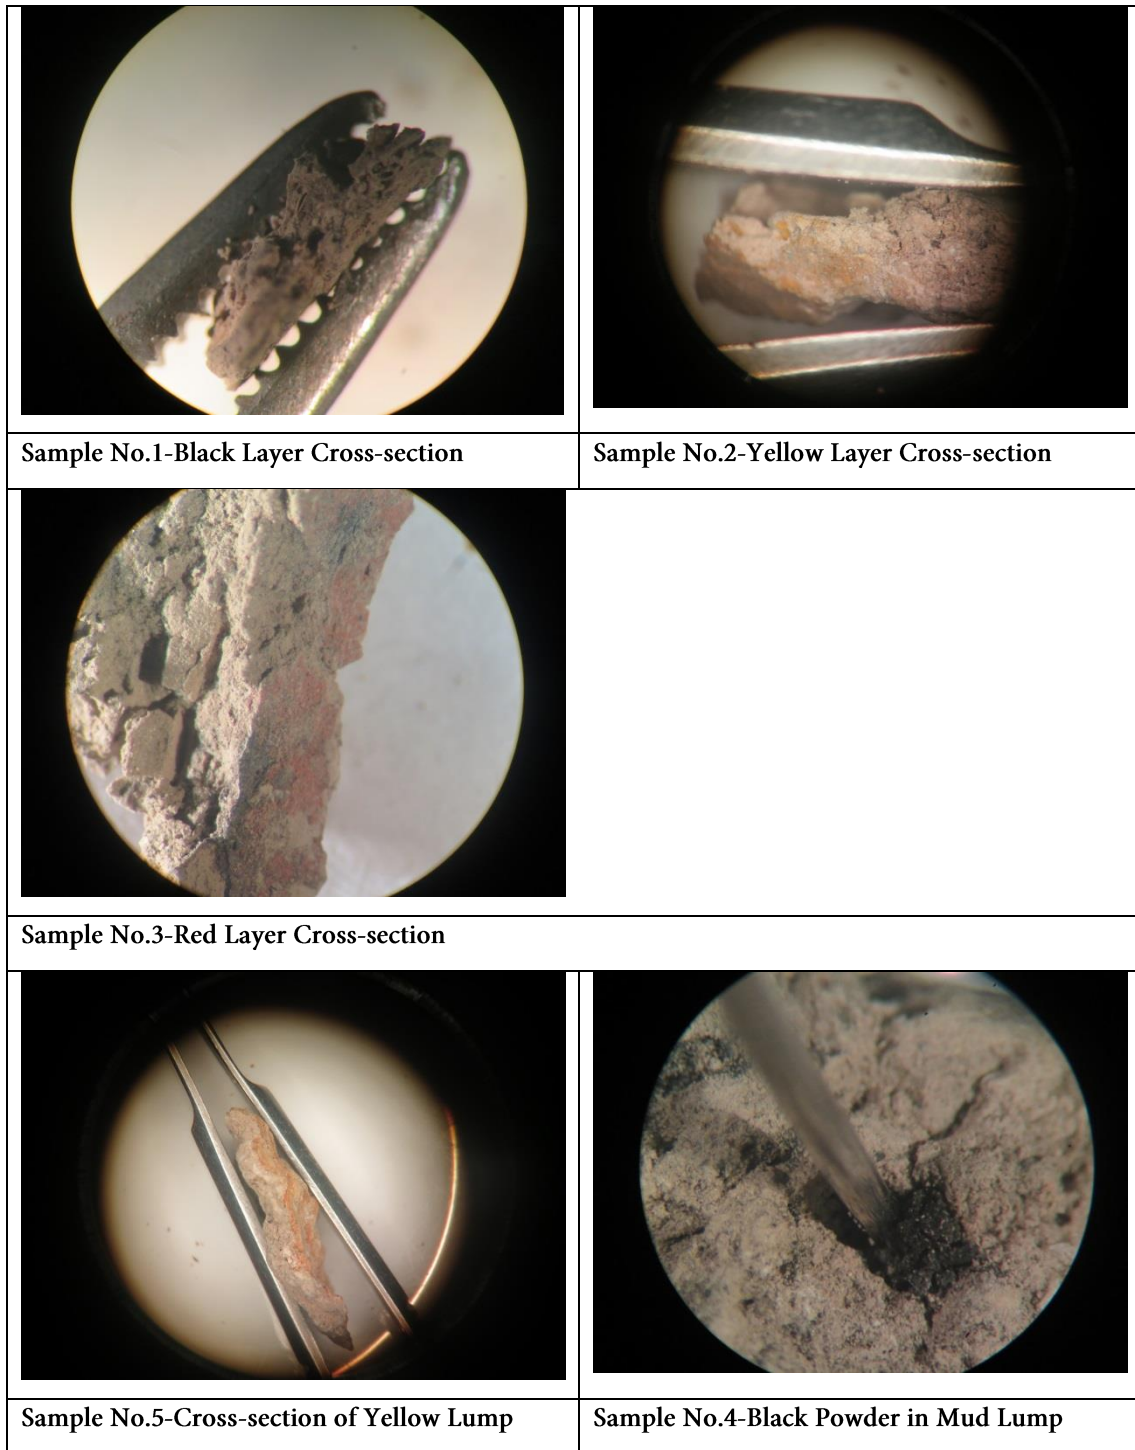 Sample No.1-Black Layer Cross-section
Sample No.2-Yellow Layer Cross-section
Sample No.3-Red Layer Cross-section
Sample No.5-Cross-section of Yellow Lump
Sample No.4-Black Powder in Mud Lump